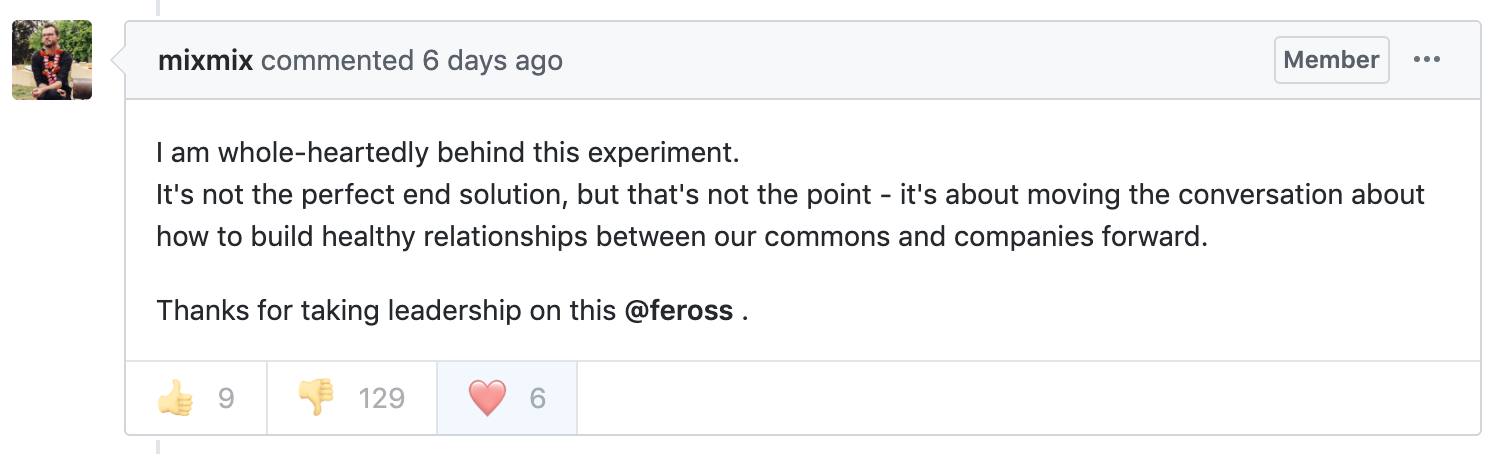 mixmix commented 6 days ago
Member
I am whole-heartedly behind this experiment.
It's not the perfect end solution, but that's not the point - it's about moving the conversation about
how to build healthy relationships between our commons and companies forward.
Thanks for taking leadership on this @feross .
9
129
6